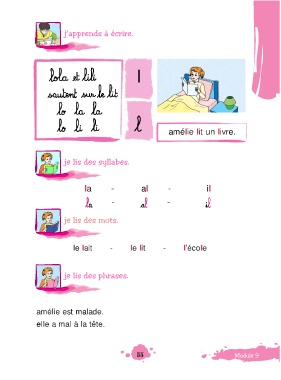 j'apprends à écrire.
lola et lili
sautent sur le lit
lo la la
lo li li
l
l
amélie lit un livre.
je lis des syllabes.
la - al - il
la - al - il
je lis des mots.
le lait - le lit - l'école
je lis des phrases.
amélie est malade.
elle a mal à la tête.
53
Module 9